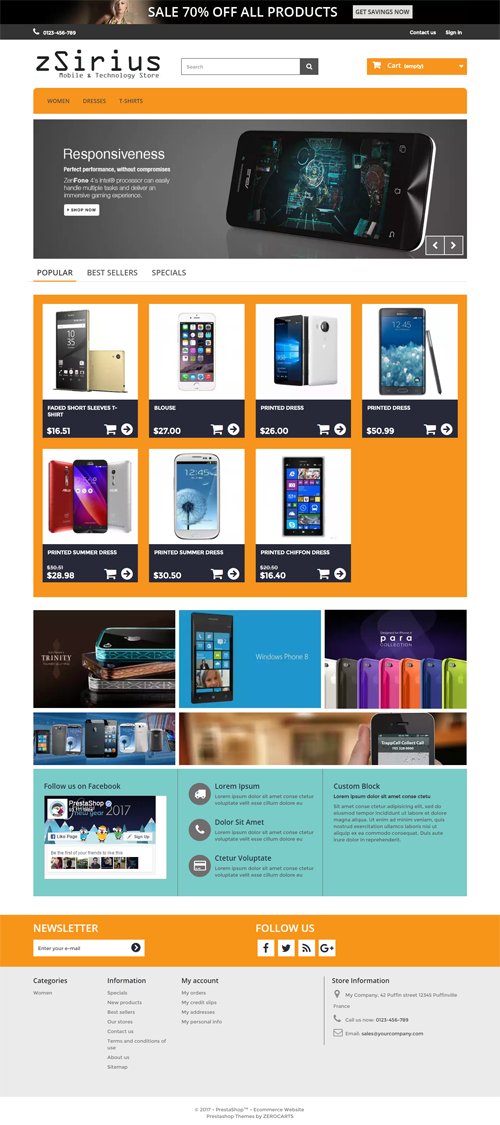 SALE 70% OFF ALL PRODUCTS GET SAVINGS NOW
0123-456-789 Contact us Sign in
zSirius
Mobile & Technology Store
Search
Cart (empty)
WOMEN DRESSES T-SHIRTS
Responsiveness
Perfect performance, without compromises
ZenFone 4's Intel® processor can easily
handle multiple tasks and deliver an
immersive gaming experience.
SHOP NOW
POPULAR BEST SELLERS SPECIALS
FADED SHORT SLEEVES T-
SHIRT
$16.51
BLOUSE
$27.00
PRINTED DRESS
$26.00
PRINTED DRESS
$50.99
PRINTED SUMMER DRESS
$30.51
$28.98
PRINTED SUMMER DRESS
$30.50
PRINTED CHIFFON DRESS
$20.50
$16.40
TRINITY
Windows Phone 8
Designed for iPhone 4
para
COLLECTION
TrappCall Collect Call
Follow us on Facebook
PrestaShop
new year 2017
Like Page
Sign Up
Be the first of your friends to like this
Lorem Ipsum
Lorem ipsum dolor sit amet conse ctetur
voluptate velit esse cillum dolore eu
Dolor Sit Amet
Lorem ipsum dolor sit amet conse ctetur
voluptate velit esse cillum dolore eu
Ctetur Voluptate
Lorem ipsum dolor sit amet conse ctetur
voluptate velit esse cillum dolore eu
Custom Block
Lorem ipsum dolor sit amet conse ctetu
Sit amet conse ctetur adipisicing elit, sed do
eiusmod tempor incididunt ut labore et dolore
magna aliqua. Ut enim ad minim veniam, quis
nostrud exercitation ullamco laboris nisi ut
aliquip ex ea commodo consequat. Duis aute
irure dolor in reprehenderit.
NEWSLETTER
Enter your e-mail
FOLLOW US
Categories
Women
Information
Specials
New products
Best sellers
Our stores
Contact us
Terms and conditions of
use
About us
Sitemap
My account
My orders
My credit slips
My addresses
My personal info
Store Information
My Company, 42 Puffin street 12345 Puffinville
France
Call us now: 0123-456-789
Email: sales@yourcompany.com
© 2017 - PrestaShop™ - Ecommerce Website
Prestashop Themes by ZEROCARTS